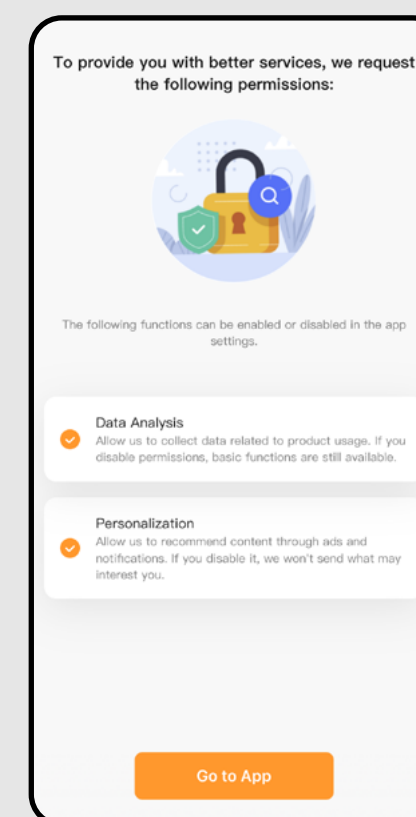 To provide you with better services, we request
the following permissions:
The following functions can be enabled or disabled in the app
settings.
Data Analysis
Allow us to collect data related to product usage. If you
disable permissions, basic functions are still available.
Personalization
Allow us to recommend content through ads and
notifications. If you disable it, we won't send what may
interest you.
Go to App